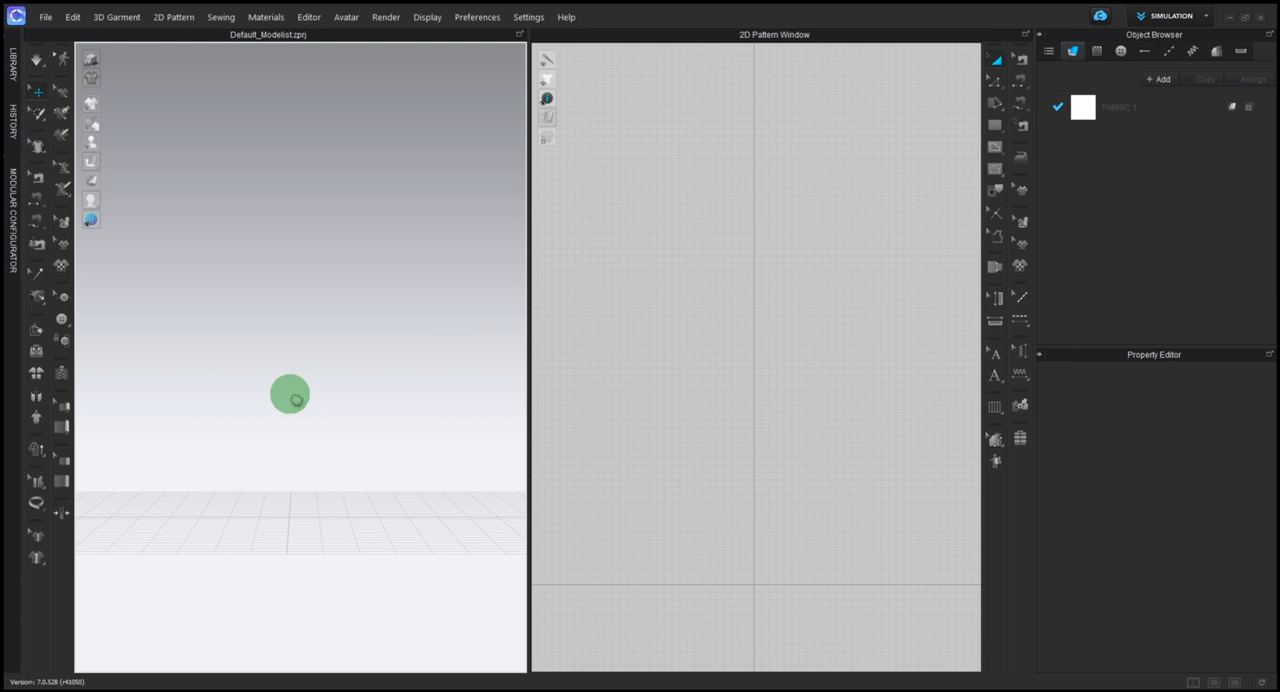 File Edit 3D Garment 2D Pattern Sewing Materials Editor Avatar Render Display Preferences Settings Help
SIMULATION
Default_Modelist.zprj
2D Pattern Window
Object Browser
LIBRARY
HISTORY
MODULAR CONFIGURATOR
+ Add Copy Assign
FABRIC 1
Property Editor
A
A
Version: 7.0.528 (r41050)
3D 2D